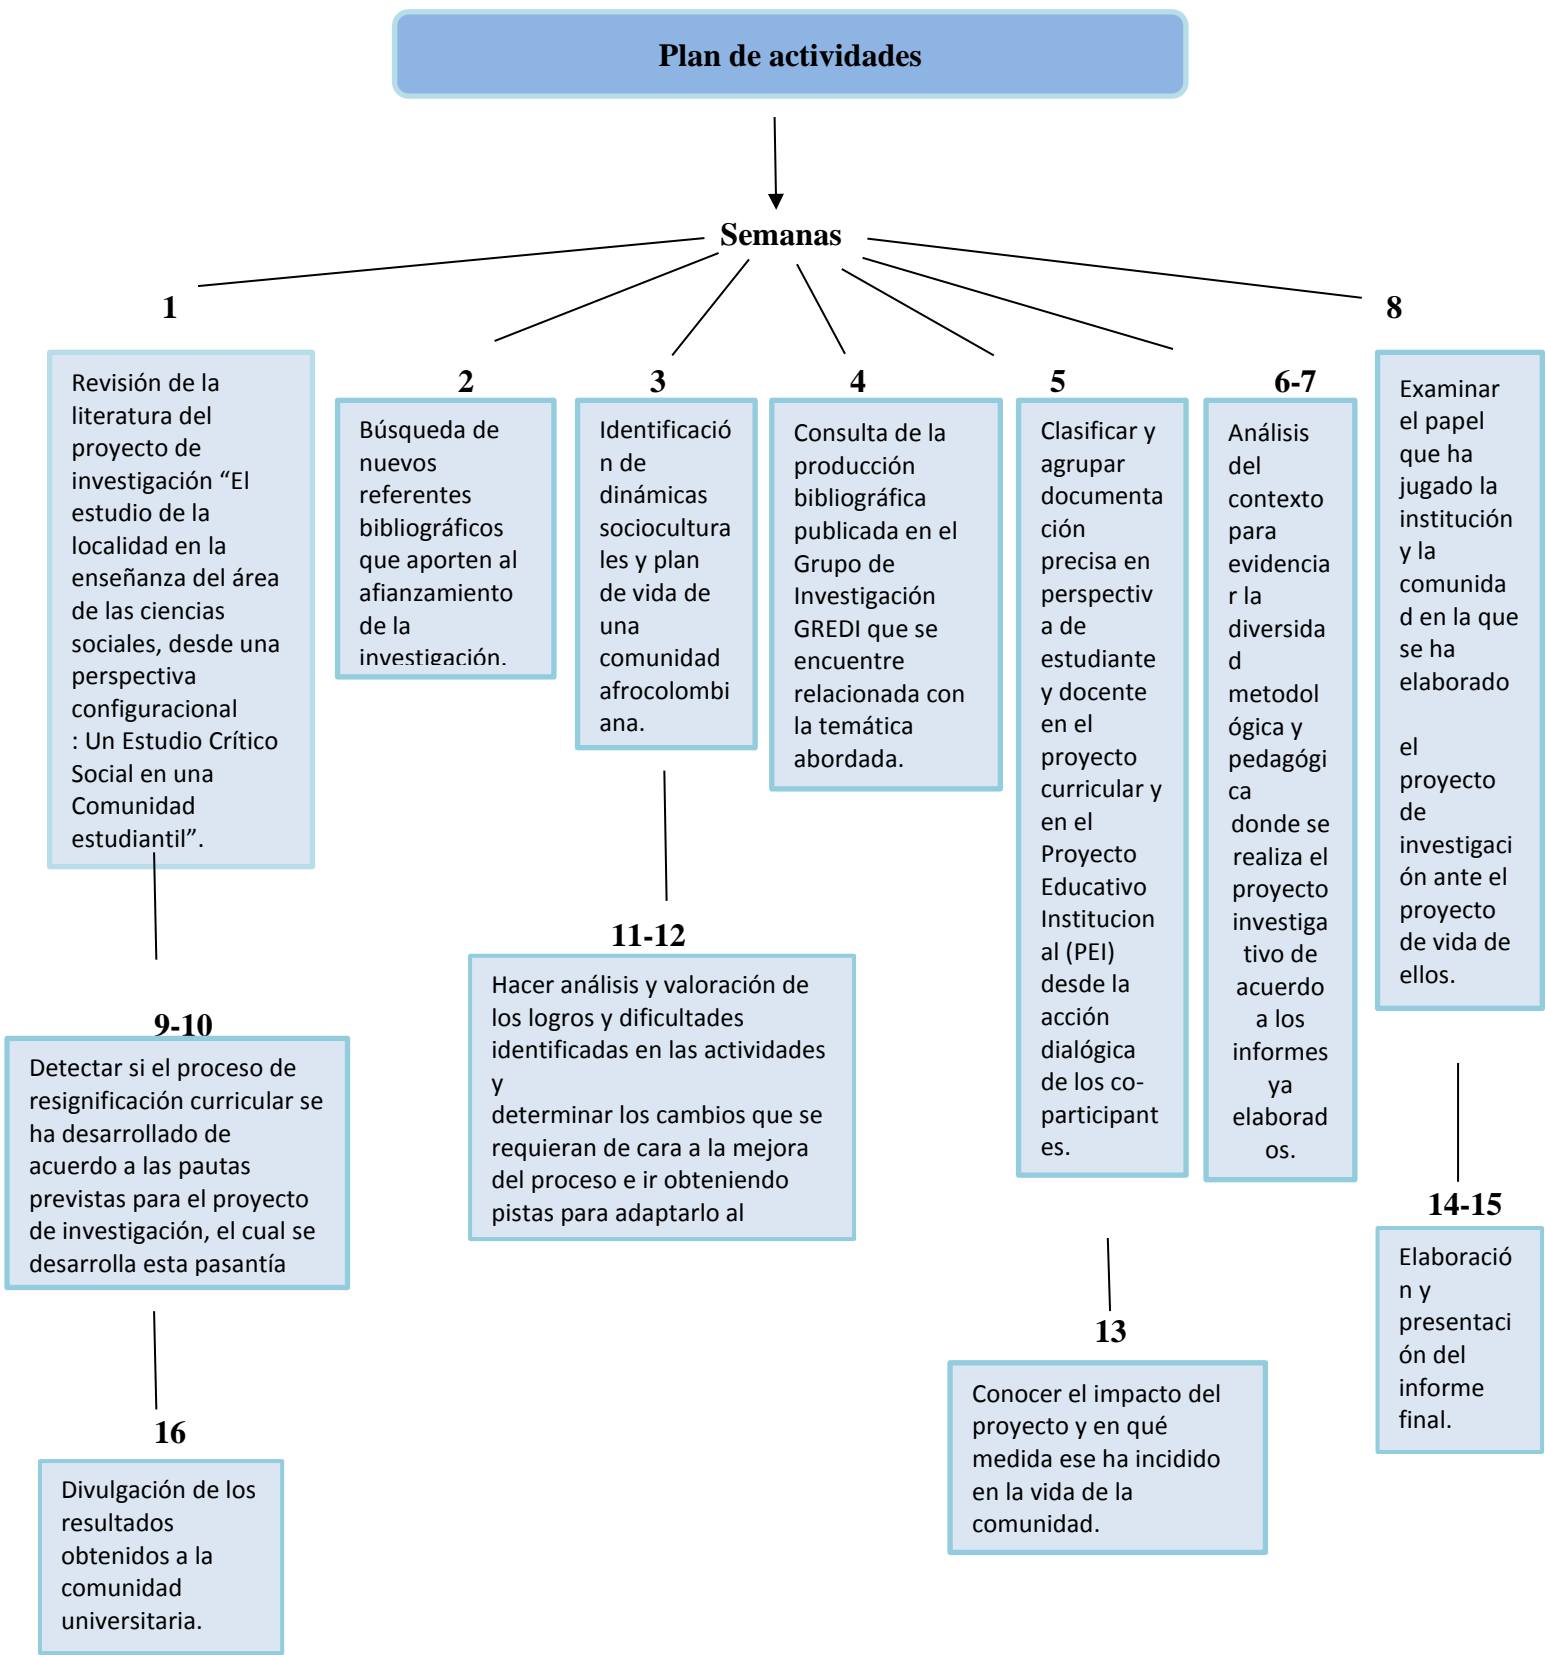 Plan de actividades
Semanas
1
Revisión de la
literatura del
proyecto de
investigación “El
estudio de la
localidad en la
enseñanza del área
de las ciencias
sociales, desde una
perspectiva
configuracional
: Un Estudio Crítico
Social en una
Comunidad
estudiantil”.
2
Búsqueda de
nuevos
referentes
bibliográficos
que aporten al
afianzamiento
de la
investigación.
3
Identificació
n de
dinámicas
sociocultura
les y plan
de vida de
una
comunidad
afrocolombi
ana.
4
Consulta de la
producción
bibliográfica
publicada en el
Grupo de
Investigación
GREDI que se
encuentre
relacionada con
la temática
abordada.
5
Clasificar y
agrupar
documenta
ción
precisa en
perspectiv
a de
estudiante
y docente
en el
proyecto
curricular y
en el
Proyecto
Educativo
Institucion
al (PEI)
desde la
acción
dialógica
de los co-
participant
es.
6-7
Análisis
del
contexto
para
evidencia
r la
diversida
d
metodol
ógica y
pedagógi
ca
donde se
realiza el
proyecto
investiga
tivo de
acuerdo
a los
informes
ya
elaborad
os.
8
Examinar
el papel
que ha
jugado la
institución
y la
comunida
d en la que
se ha
elaborado
el
proyecto
de
investigaci
ón ante el
proyecto
de vida de
ellos.
9-10
Detectar si el proceso de
resignificación curricular se
ha desarrollado de
acuerdo a las pautas
previstas para el proyecto
de investigación, el cual se
desarrolla esta pasantía
11-12
Hacer análisis y valoración de
los logros y dificultades
identificadas en las actividades
y
determinar los cambios que se
requieran de cara a la mejora
del proceso e ir obteniendo
pistas para adaptarlo al
13
Conocer el impacto del
proyecto y en qué
medida ese ha incidido
en la vida de la
comunidad.
14-15
Elaboració
n y
presentaci
ón del
informe
final.
16
Divulgación de los
resultados
obtenidos a la
comunidad
universitaria.